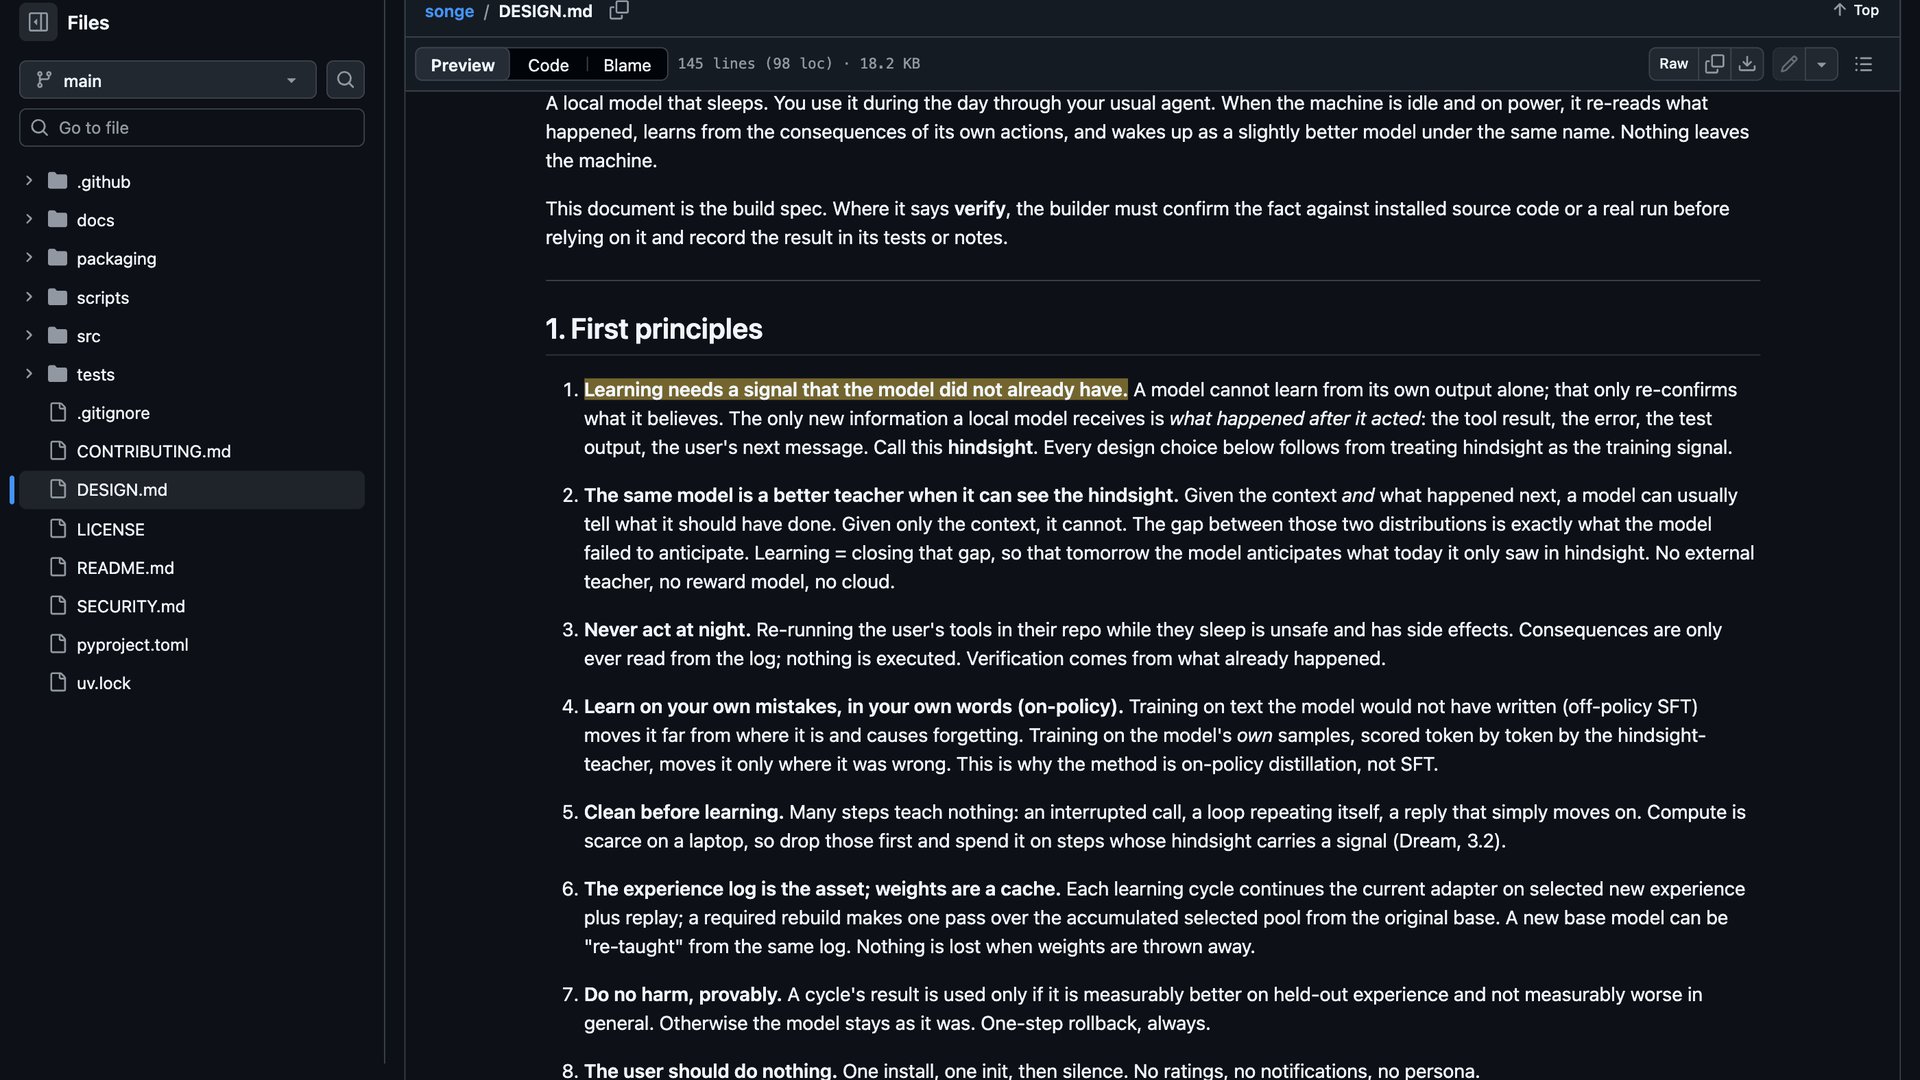 Files
main
Go to file
.github
docs
packaging
scripts
src
tests
.gitignore
CONTRIBUTING.md
DESIGN.md
LICENSE
README.md
SECURITY.md
pyproject.toml
uv.lock
songe / DESIGN.md
Top
Preview Code Blame 145 lines (98 loc) · 18.2 KB
Raw
A local model that sleeps. You use it during the day through your usual agent. When the machine is idle and on power, it re-reads what
happened, learns from the consequences of its own actions, and wakes up as a slightly better model under the same name. Nothing leaves
the machine.
This document is the build spec. Where it says verify, the builder must confirm the fact against installed source code or a real run before
relying on it and record the result in its tests or notes.
1. First principles
1. Learning needs a signal that the model did not already have. A model cannot learn from its own output alone; that only re-confirms
what it believes. The only new information a local model receives is what happened after it acted: the tool result, the error, the test
output, the user's next message. Call this hindsight. Every design choice below follows from treating hindsight as the training signal.
2. The same model is a better teacher when it can see the hindsight. Given the context and what happened next, a model can usually
tell what it should have done. Given only the context, it cannot. The gap between those two distributions is exactly what the model
failed to anticipate. Learning = closing that gap, so that tomorrow the model anticipates what today it only saw in hindsight. No external
teacher, no reward model, no cloud.
3. Never act at night. Re-running the user's tools in their repo while they sleep is unsafe and has side effects. Consequences are only
ever read from the log; nothing is executed. Verification comes from what already happened.
4. Learn on your own mistakes, in your own words (on-policy). Training on text the model would not have written (off-policy SFT)
moves it far from where it is and causes forgetting. Training on the model's own samples, scored token by token by the hindsight-
teacher, moves it only where it was wrong. This is why the method is on-policy distillation, not SFT.
5. Clean before learning. Many steps teach nothing: an interrupted call, a loop repeating itself, a reply that simply moves on. Compute is
scarce on a laptop, so drop those first and spend it on steps whose hindsight carries a signal (Dream, 3.2).
6. The experience log is the asset; weights are a cache. Each learning cycle continues the current adapter on selected new experience
plus replay; a required rebuild makes one pass over the accumulated selected pool from the original base. A new base model can be
"re-taught" from the same log. Nothing is lost when weights are thrown away.
7. Do no harm, provably. A cycle's result is used only if it is measurably better on held-out experience and not measurably worse in
general. Otherwise the model stays as it was. One-step rollback, always.
8. The user should do nothing. One install, one init, then silence. No ratings, no notifications, no persona.